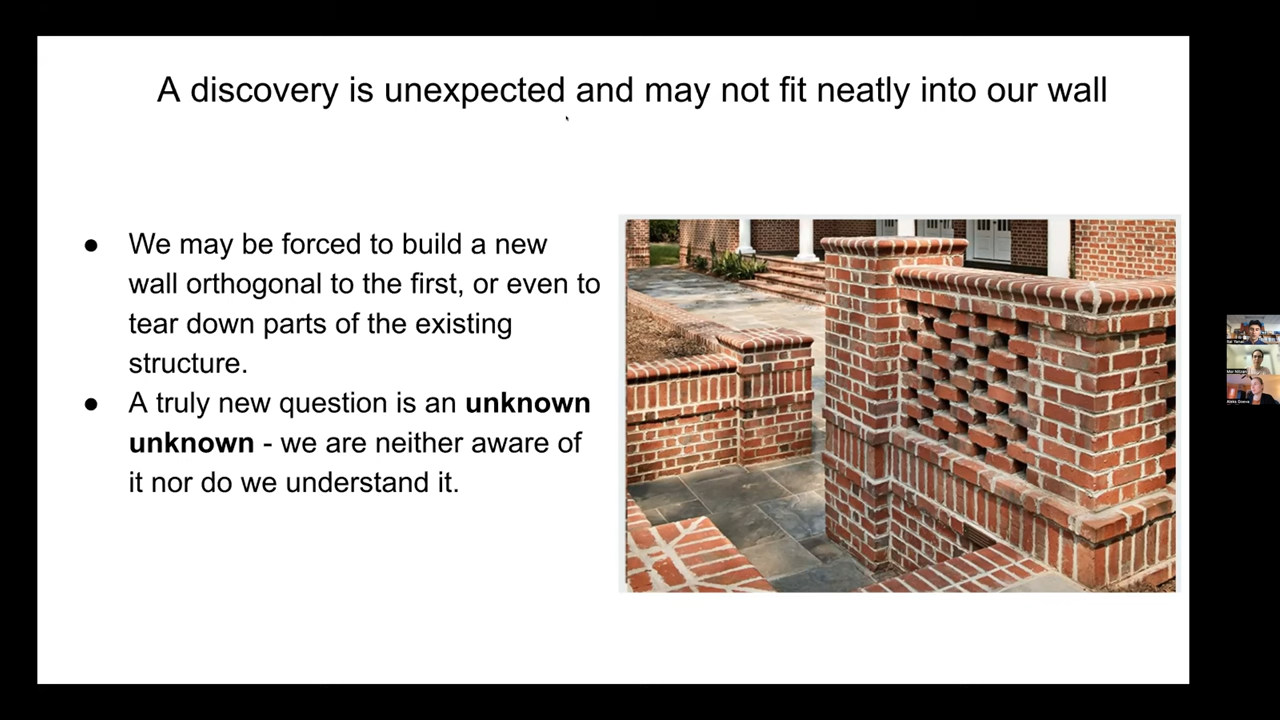 A discovery is unexpected and may not fit neatly into our wall
● We may be forced to build a new
wall orthogonal to the first, or even to
tear down parts of the existing
structure.
● A truly new question is an unknown
unknown - we are neither aware of
it nor do we understand it.
Mor Nitzan